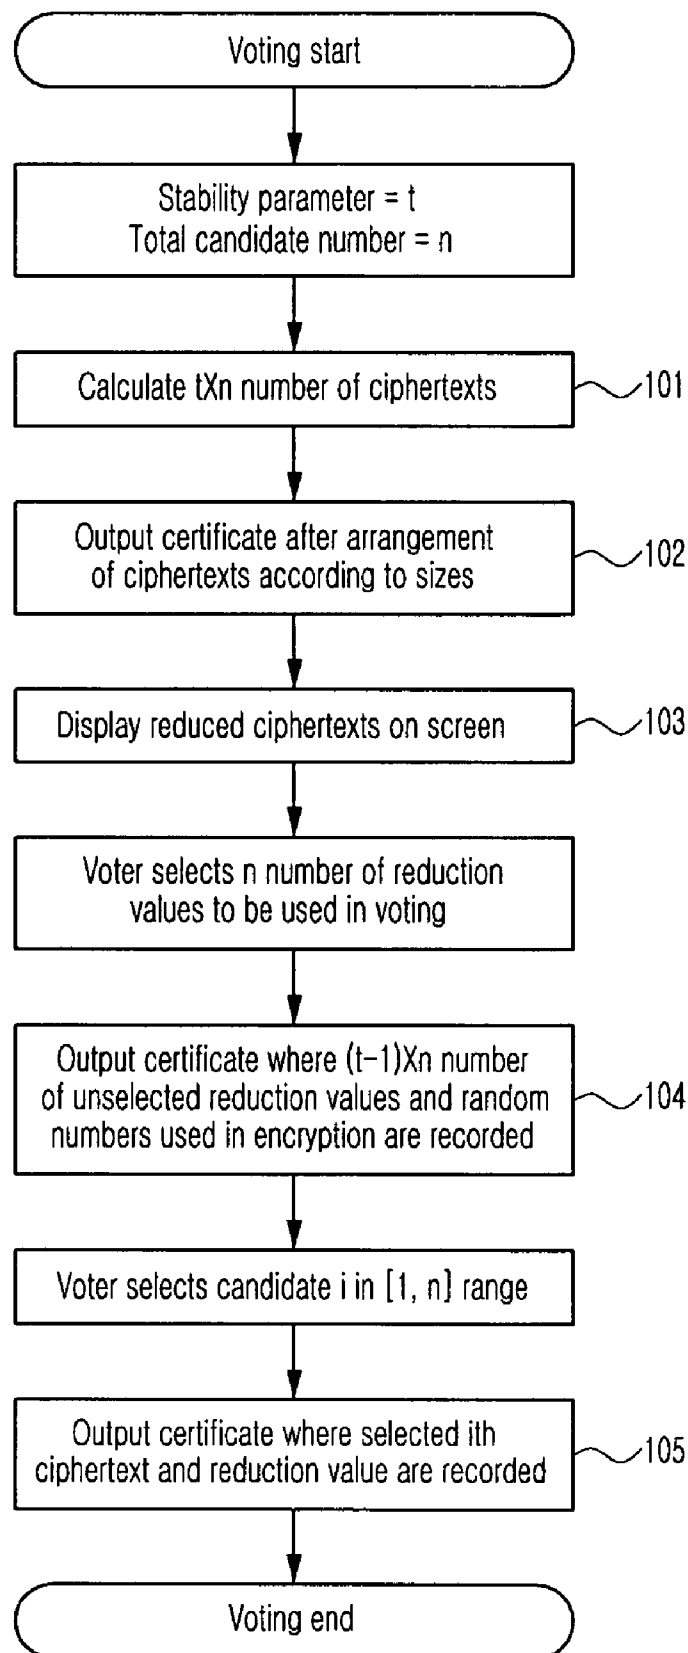 Voting start
Stability parameter = t
Total candidate number = n
Calculate tXn number of ciphertexts
101
Output certificate after arrangement
of ciphertexts according to sizes
102
Display reduced ciphertexts on screen
103
Voter selects n number of reduction
values to be used in voting
Output certificate where (t-1)Xn number
of unselected reduction values and random
numbers used in encryption are recorded
104
Voter selects candidate i in [1, n] range
Output certificate where selected ith
ciphertext and reduction value are recorded
105
Voting end